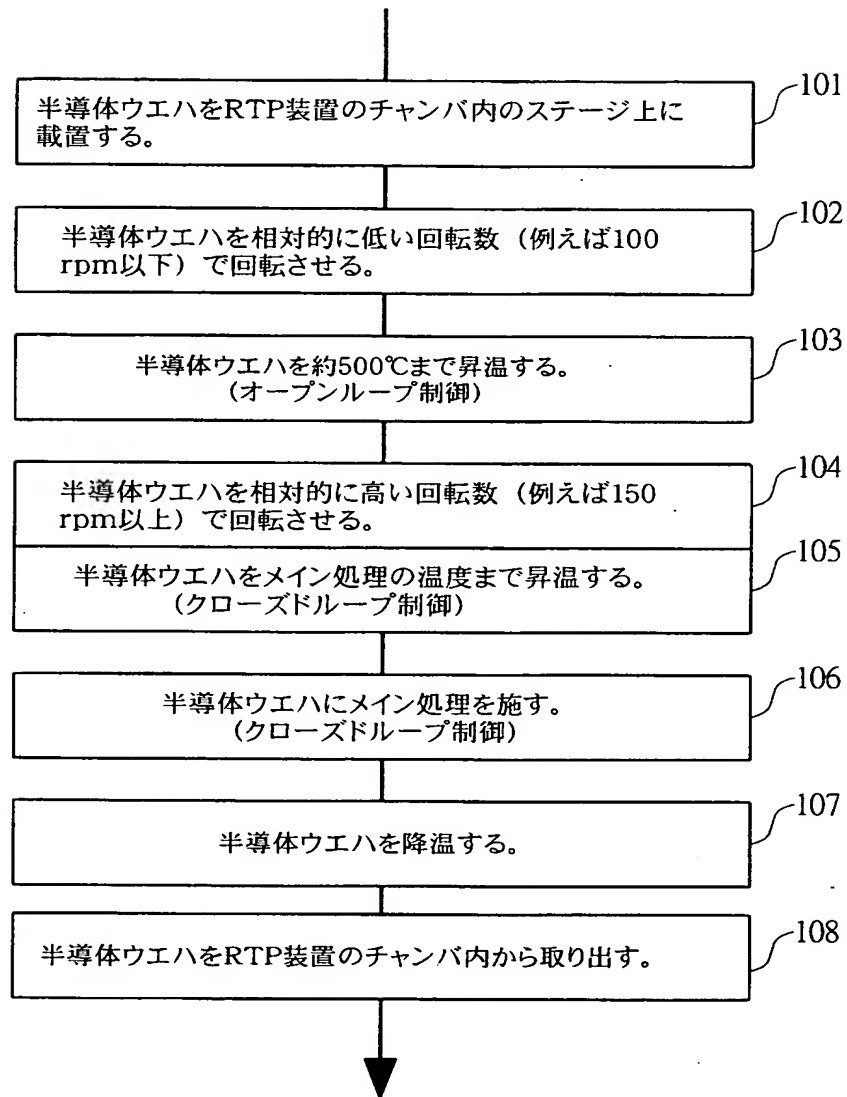 半導体ウエハをRTP装置のチャンバ内のステージ上に
載置する。
101
半導体ウエハを相対的に低い回転数（例えば100
rpm以下）で回転させる。
102
半導体ウエハを約500℃まで昇温する。
（オープンループ制御）
103
半導体ウエハを相対的に高い回転数（例えば150
rpm以上）で回転させる。
104
半導体ウエハをメイン処理の温度まで昇温する。
（クローズドループ制御）
105
半導体ウエハにメイン処理を施す。
（クローズドループ制御）
106
半導体ウエハを降温する。
107
半導体ウエハをRTP装置のチャンバ内から取り出す。
108